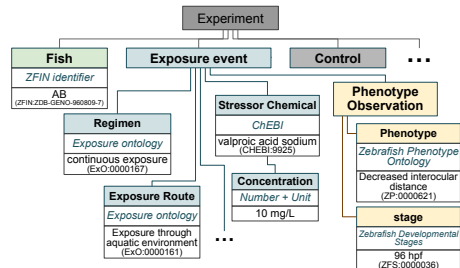 Experiment
Fish
ZFIN identifier
AB
(ZFIN:ZDB-GENO-960809-7)
Exposure event
Control
...
Regimen
Exposure ontology
continuous exposure
(ExO:0000167)
Exposure Route
Exposure ontology
Exposure through
aquatic environment
(ExO:0000161)
Stressor Chemical
ChEBI
valproic acid sodium
(CHEBI:9925)
Concentration
Number + Unit
10 mg/L
...
Phenotype
Observation
Phenotype
Zebrafish Phenotype
Ontology
Decreased interocular
distance
(ZP:0000621)
stage
Zebrafish Developmental
Stages
96 hpf
(ZFS:0000036)